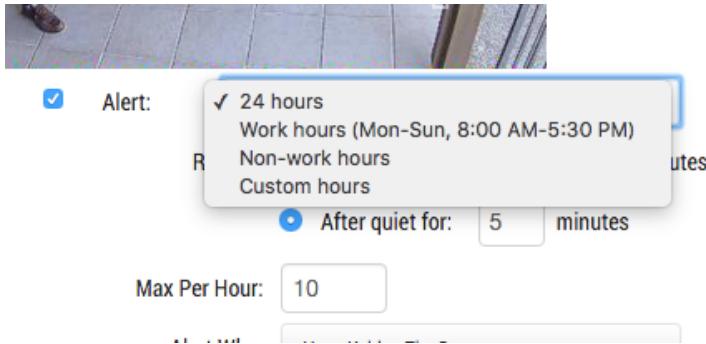 Alert:
✓ 24 hours
Work hours (Mon-Sun, 8:00 AM-5:30 PM)
Non-work hours
Custom hours
After quiet for: 5 minutes
Max Per Hour: 10